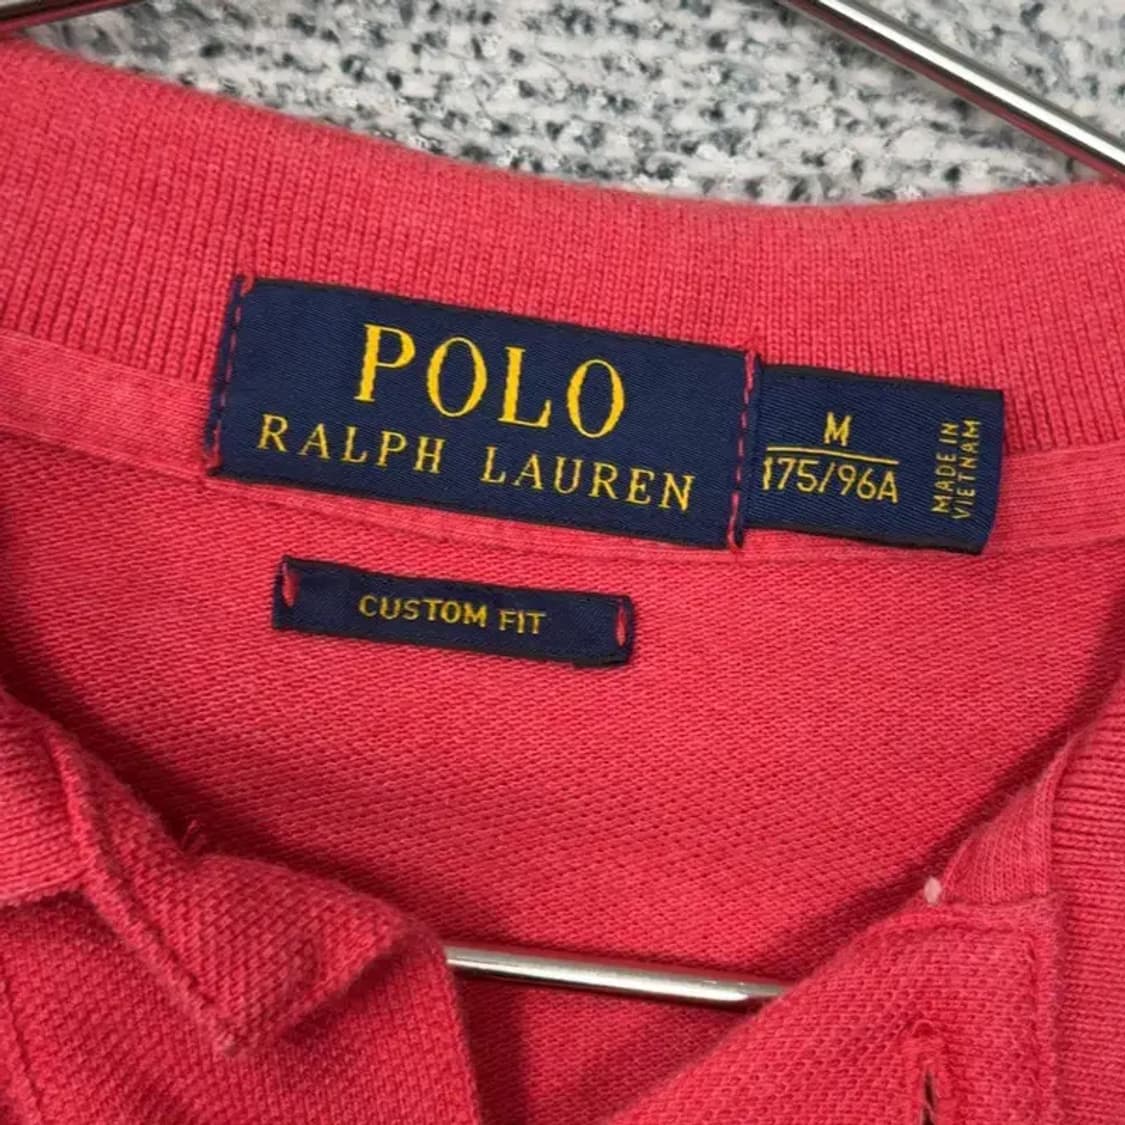 POLO
RALPH LAUREN
M
175/96A
MADE IN
VIETNAM
CUSTOM FIT